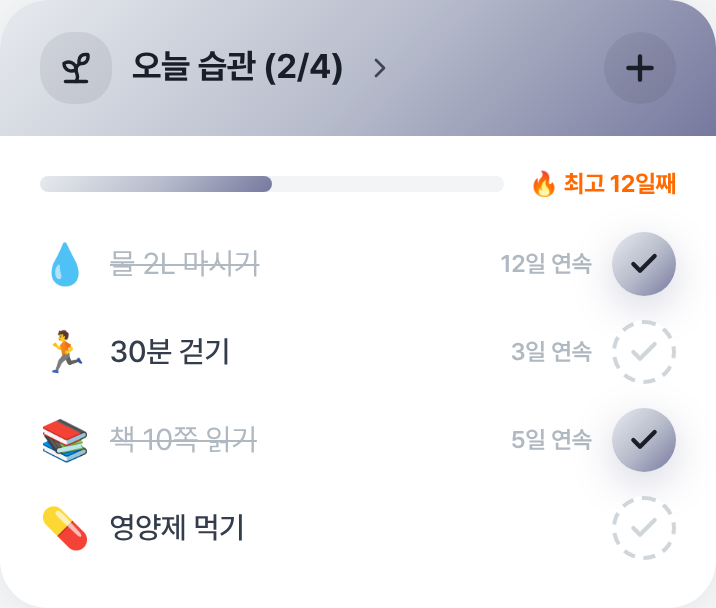 오늘 습관 (2/4)
최고 12일째
물 2L 마시기
12일 연속
30분 걷기
3일 연속
책 10쪽 읽기
5일 연속
영양제 먹기